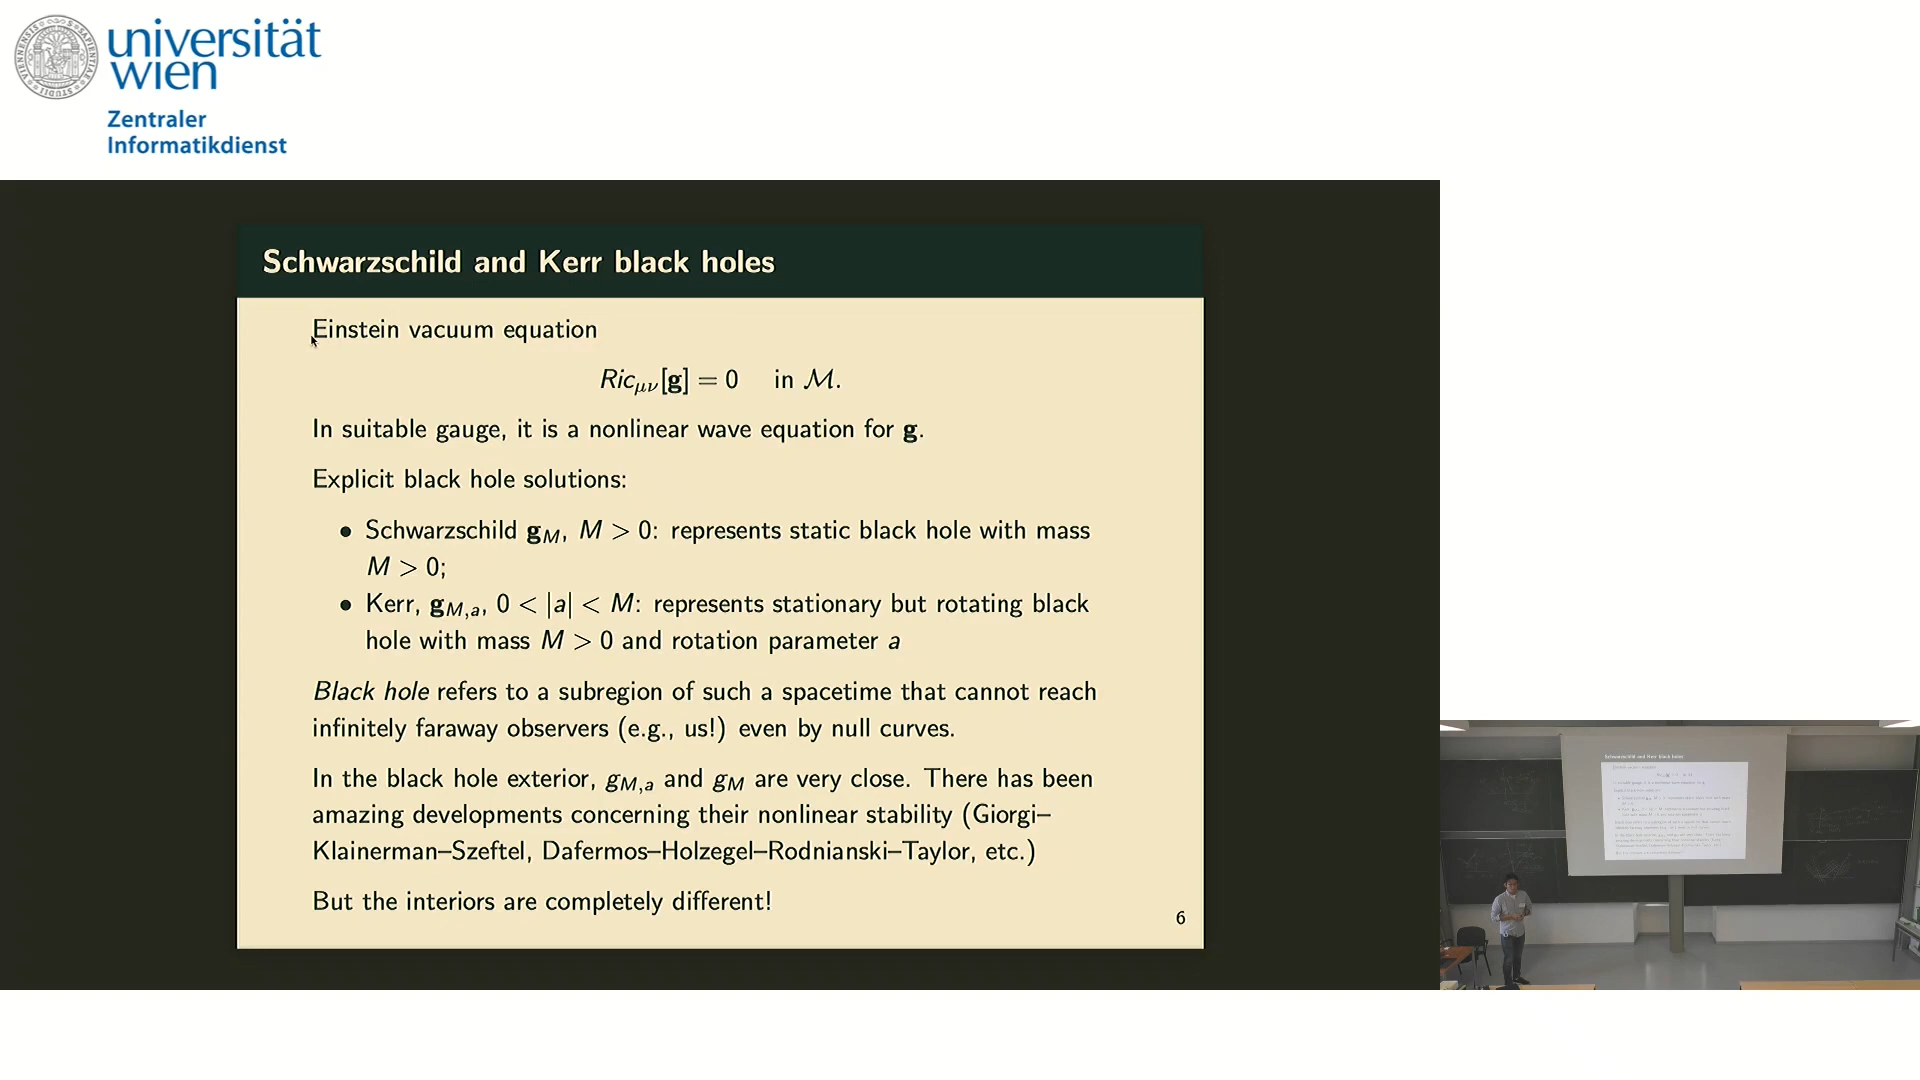 universität
wien
Zentraler
Informatikdienst
Schwarzschild and Kerr black holes
Einstein vacuum equation
Ric_{μν}[g] = 0 in ℳ.
In suitable gauge, it is a nonlinear wave equation for g.
Explicit black hole solutions:
• Schwarzschild g_M, M > 0: represents static black hole with mass
M > 0;
• Kerr, g_{M,a}, 0 < |a| < M: represents stationary but rotating black
hole with mass M > 0 and rotation parameter a
Black hole refers to a subregion of such a spacetime that cannot reach
infinitely faraway observers (e.g., us!) even by null curves.
In the black hole exterior, g_{M,a} and g_M are very close. There has been
amazing developments concerning their nonlinear stability (Giorgi–
Klainerman–Szeftel, Dafermos–Holzegel–Rodnianski–Taylor, etc.)
But the interiors are completely different!
6
Schwarzschild and Kerr black holes